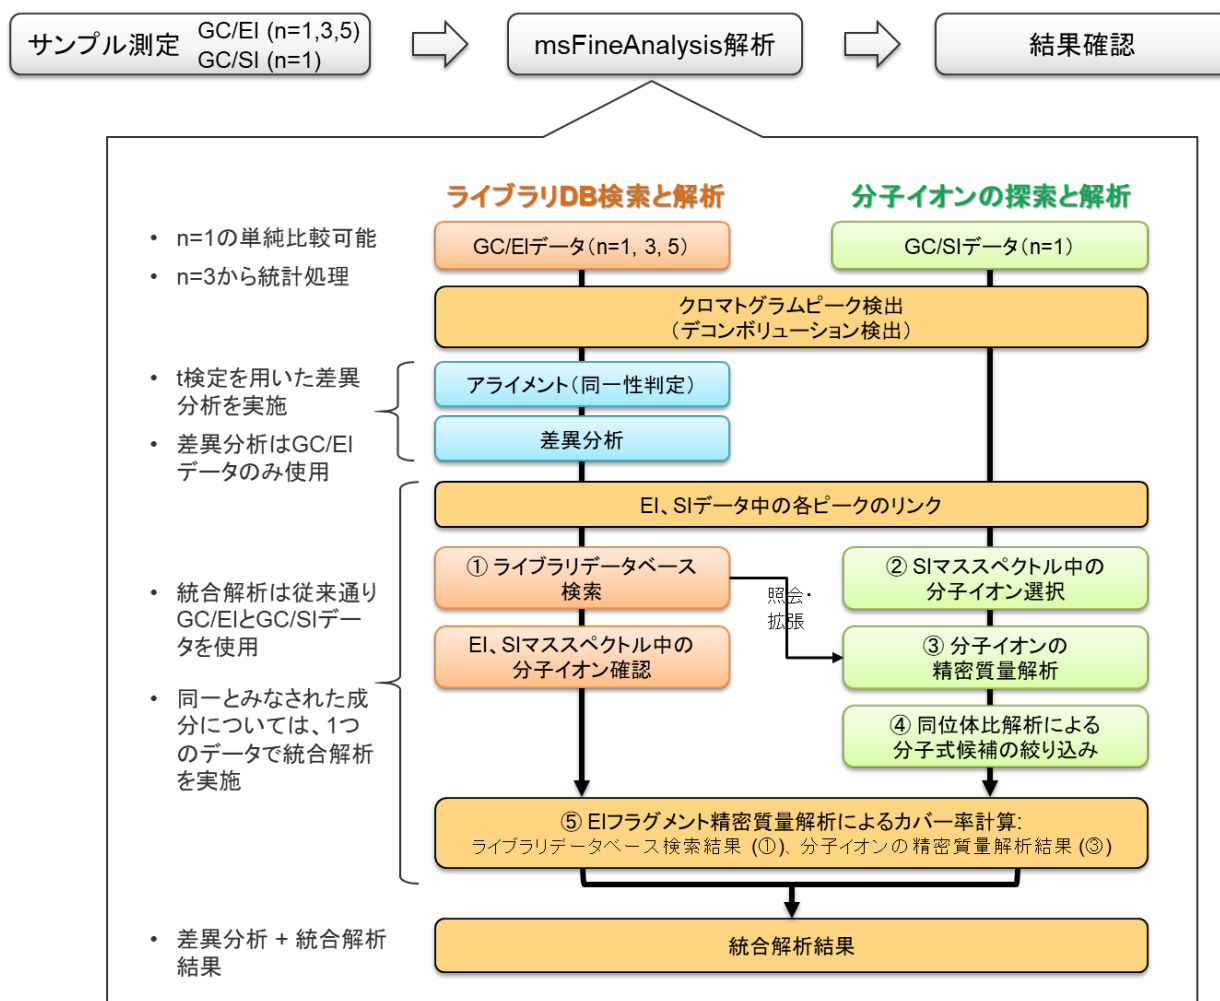 サンプル測定 GC/EI (n=1,3,5)
GC/SI (n=1)
msFineAnalysis解析
結果確認
ライブラリDB検索と解析
分子イオンの探索と解析
• n=1の単純比較可能
• n=3から統計処理
GC/EIデータ(n=1, 3, 5)
GC/SIデータ(n=1)
クロマトグラムピーク検出
(デコンボリューション検出)
• t検定を用いた差異
分析を実施
• 差異分析はGC/EI
データのみ使用
アライメント(同一性判定)
差異分析
EI、SIデータ中の各ピークのリンク
• 統合解析は従来通り
GC/EIとGC/SIデー
タを使用
• 同一とみなされた成
分については、1つ
のデータで統合解析
を実施
① ライブラリデータベース
検索
照会・
拡張
② SIマススペクトル中の
分子イオン選択
EI、SIマススペクトル中の
分子イオン確認
③ 分子イオンの
精密質量解析
④ 同位体比解析による
分子式候補の絞り込み
⑤ EIフラグメント精密質量解析によるカバー率計算:
ライブラリデータベース検索結果 (①)、分子イオンの精密質量解析結果 (③)
• 差異分析 + 統合解析
結果
統合解析結果